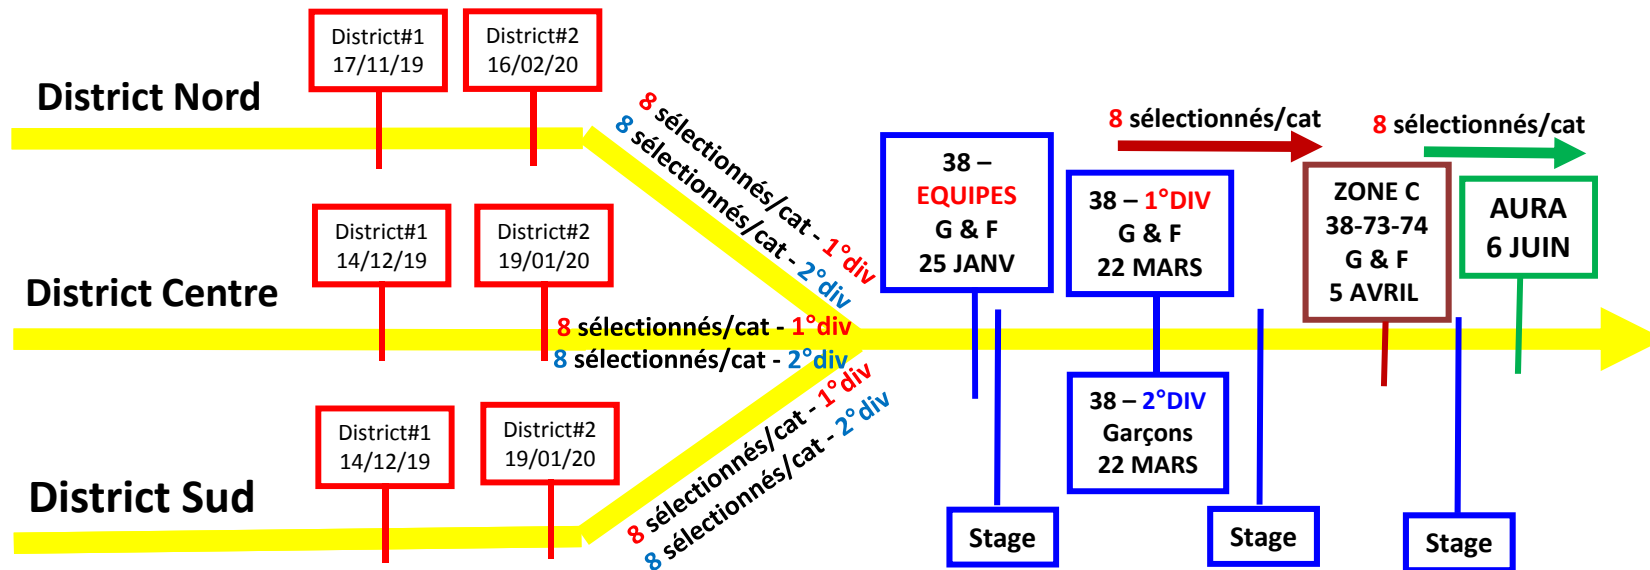 District Nord
District#1
17/11/19
District#2
16/02/20
8 sélectionnés/cat - 1°div
8 sélectionnés/cat - 2°div
District Centre
District#1
14/12/19
District#2
19/01/20
8 sélectionnés/cat - 1°div
8 sélectionnés/cat - 2°div
District Sud
District#1
14/12/19
District#2
19/01/20
8 sélectionnés/cat - 1°div
8 sélectionnés/cat - 2°div
38 –
EQUIPES
G & F
25 JANV
Stage
38 – 1°DIV
G & F
22 MARS
38 – 2°DIV
Garçons
22 MARS
8 sélectionnés/cat
Stage
ZONE C
38-73-74
G & F
5 AVRIL
8 sélectionnés/cat
Stage
AURA
6 JUIN